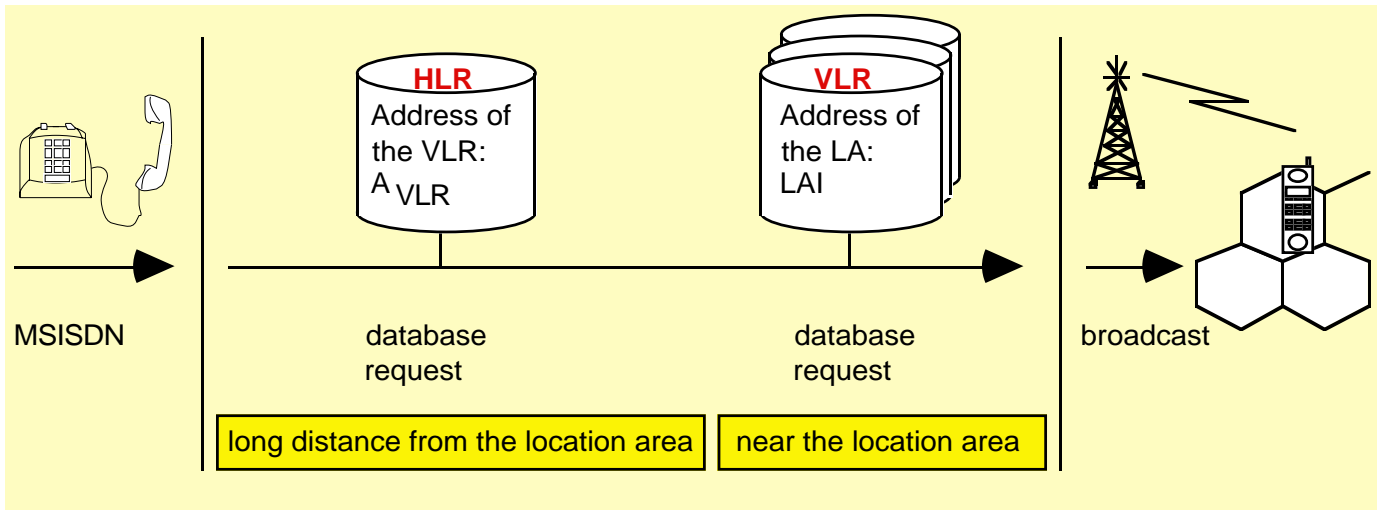 HLR
Address of
the VLR:
A VLR
VLR
Address of
the LA:
LAI
MSISDN
database
request
database
request
broadcast
long distance from the location area
near the location area